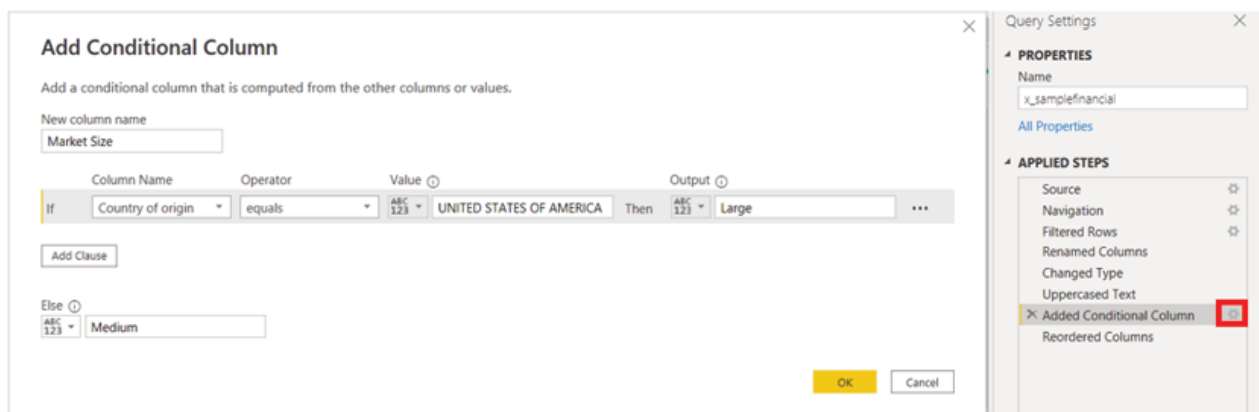 Add Conditional Column
Add a conditional column that is computed from the other columns or values.
New column name
Market Size
Column Name Operator Value Output
If Country of origin equals ABC 123 UNITED STATES OF AMERICA Then ABC 123 Large ...
Add Clause
Else
ABC 123 Medium
OK Cancel
Query Settings
PROPERTIES
Name
x_samplefinancial
All Properties
APPLIED STEPS
Source
Navigation
Filtered Rows
Renamed Columns
Changed Type
Uppercased Text
Added Conditional Column
Reordered Columns